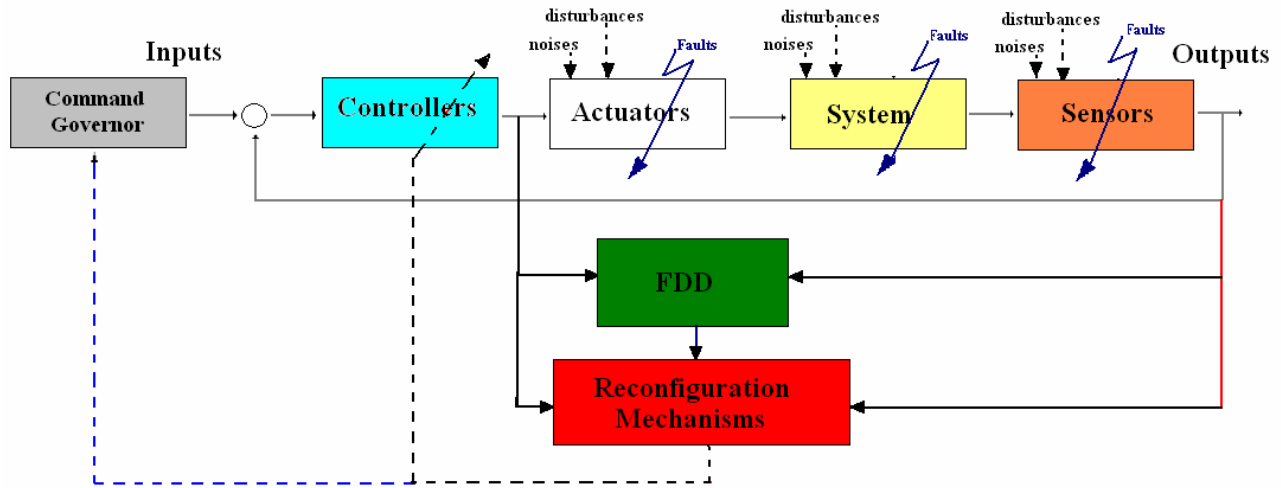 disturbances
noises
Faults
disturbances
noises
Faults
disturbances
noises
Faults
Inputs
Outputs
Command
Governor
Controllers
Actuators
System
Sensors
FDD
Reconfiguration
Mechanisms